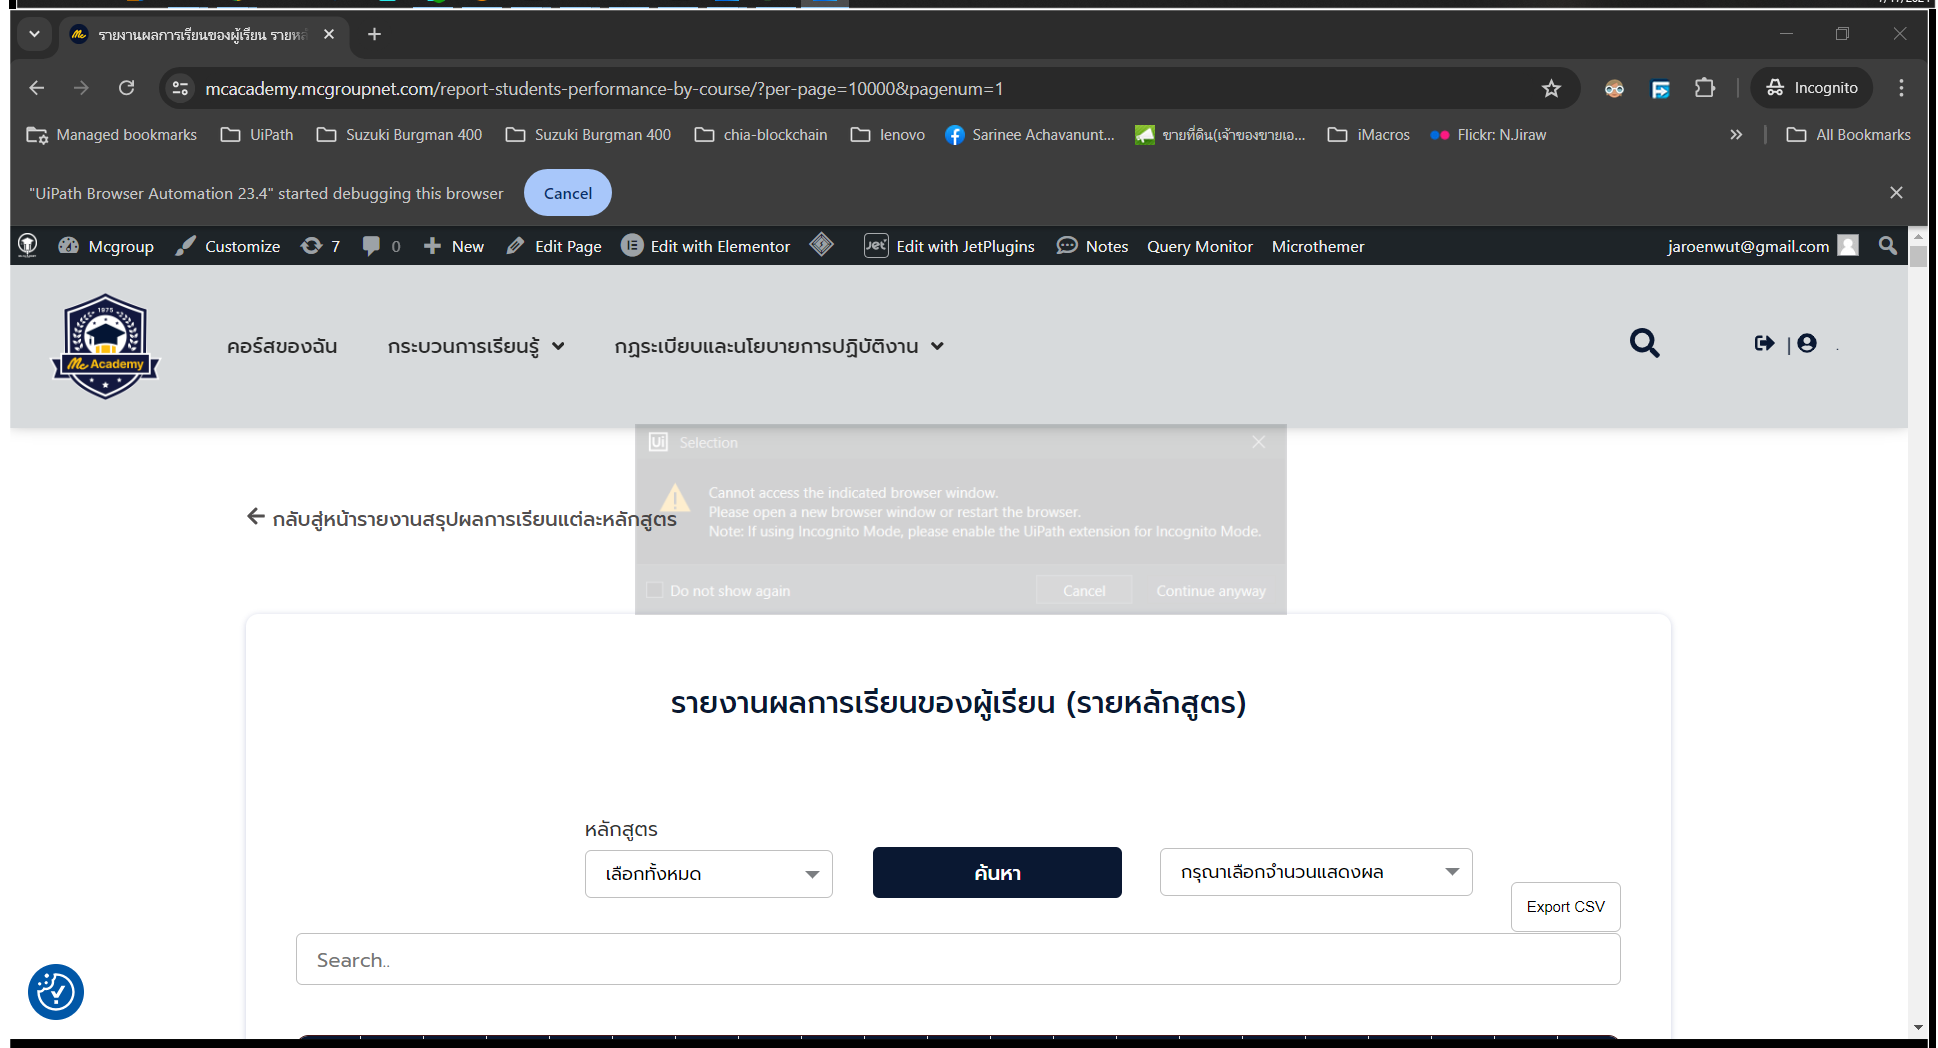 รายงานผลการเรียนของผู้เรียน รายหลั
mcacademy.mcgroupnet.com/report-students-performance-by-course/?per-page=10000&pagenum=1
Incognito
Managed bookmarks UiPath Suzuki Burgman 400 Suzuki Burgman 400 chia-blockchain lenovo Sarinee Achavanunt... ขายที่ดิน(เจ้าของขายเอ... iMacros Flickr: N.Jiraw » All Bookmarks
"UiPath Browser Automation 23.4" started debugging this browser Cancel
Mcgroup Customize 7 0 New Edit Page Edit with Elementor Jet Edit with JetPlugins Notes Query Monitor Microthemer jaroenwut@gmail.com
1975
Mc Academy
คอร์สของฉัน กระบวนการเรียนรู้ กฏระเบียบและนโยบายการปฏิบัติงาน | .
Ui Selection
Cannot access the indicated browser window.
Please open a new browser window or restart the browser.
Note: If using Incognito Mode, please enable the UiPath extension for Incognito Mode.
กลับสู่หน้ารายงานสรุปผลการเรียนแต่ละหลักสูตร
Do not show again Cancel Continue anyway
รายงานผลการเรียนของผู้เรียน (รายหลักสูตร)
หลักสูตร
เลือกทั้งหมด ค้นหา กรุณาเลือกจำนวนแสดงผล
Export CSV
Search..